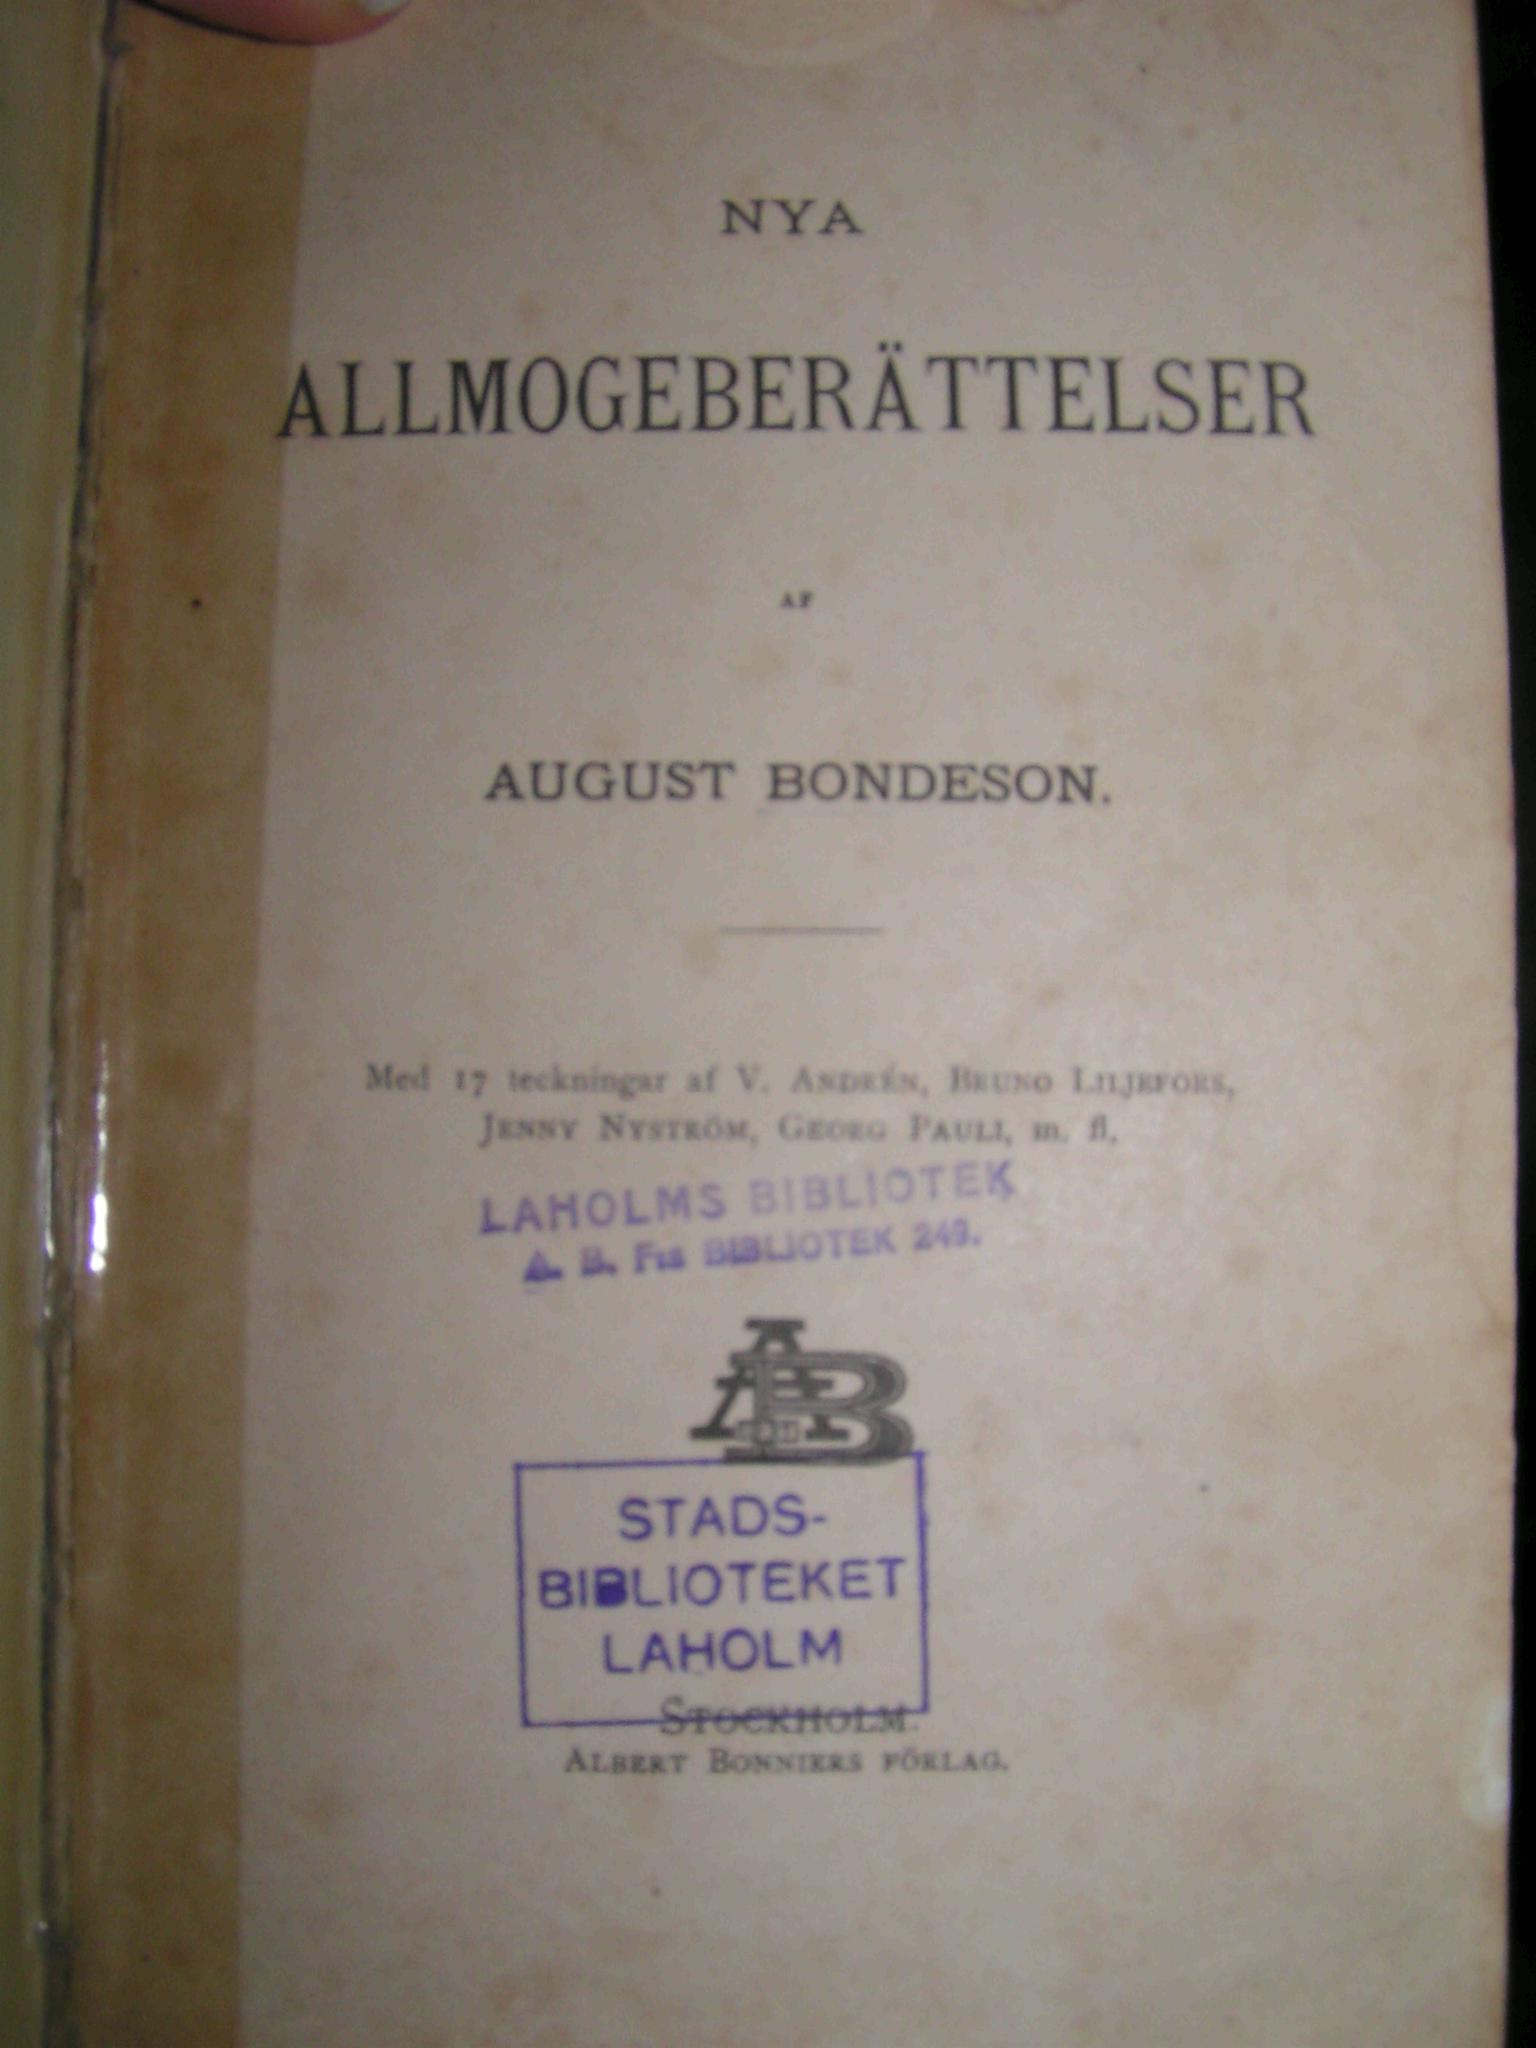 NYA
ALLMOGEBERÄTTELSER
AF
AUGUST BONDESON.
Med 17 teckningar af V. ANDRÉN, BRUNO LILJEFORS,
JENNY NYSTRÖM, GEORG PAULI, m. fl.
LAHOLMS BIBLIOTEK
A. B. F:s BIBLIOTEK 249.
AB
STADS-
BIBLIOTEKET
LAHOLM
STOCKHOLM.
ALBERT BONNIERS FÖRLAG.